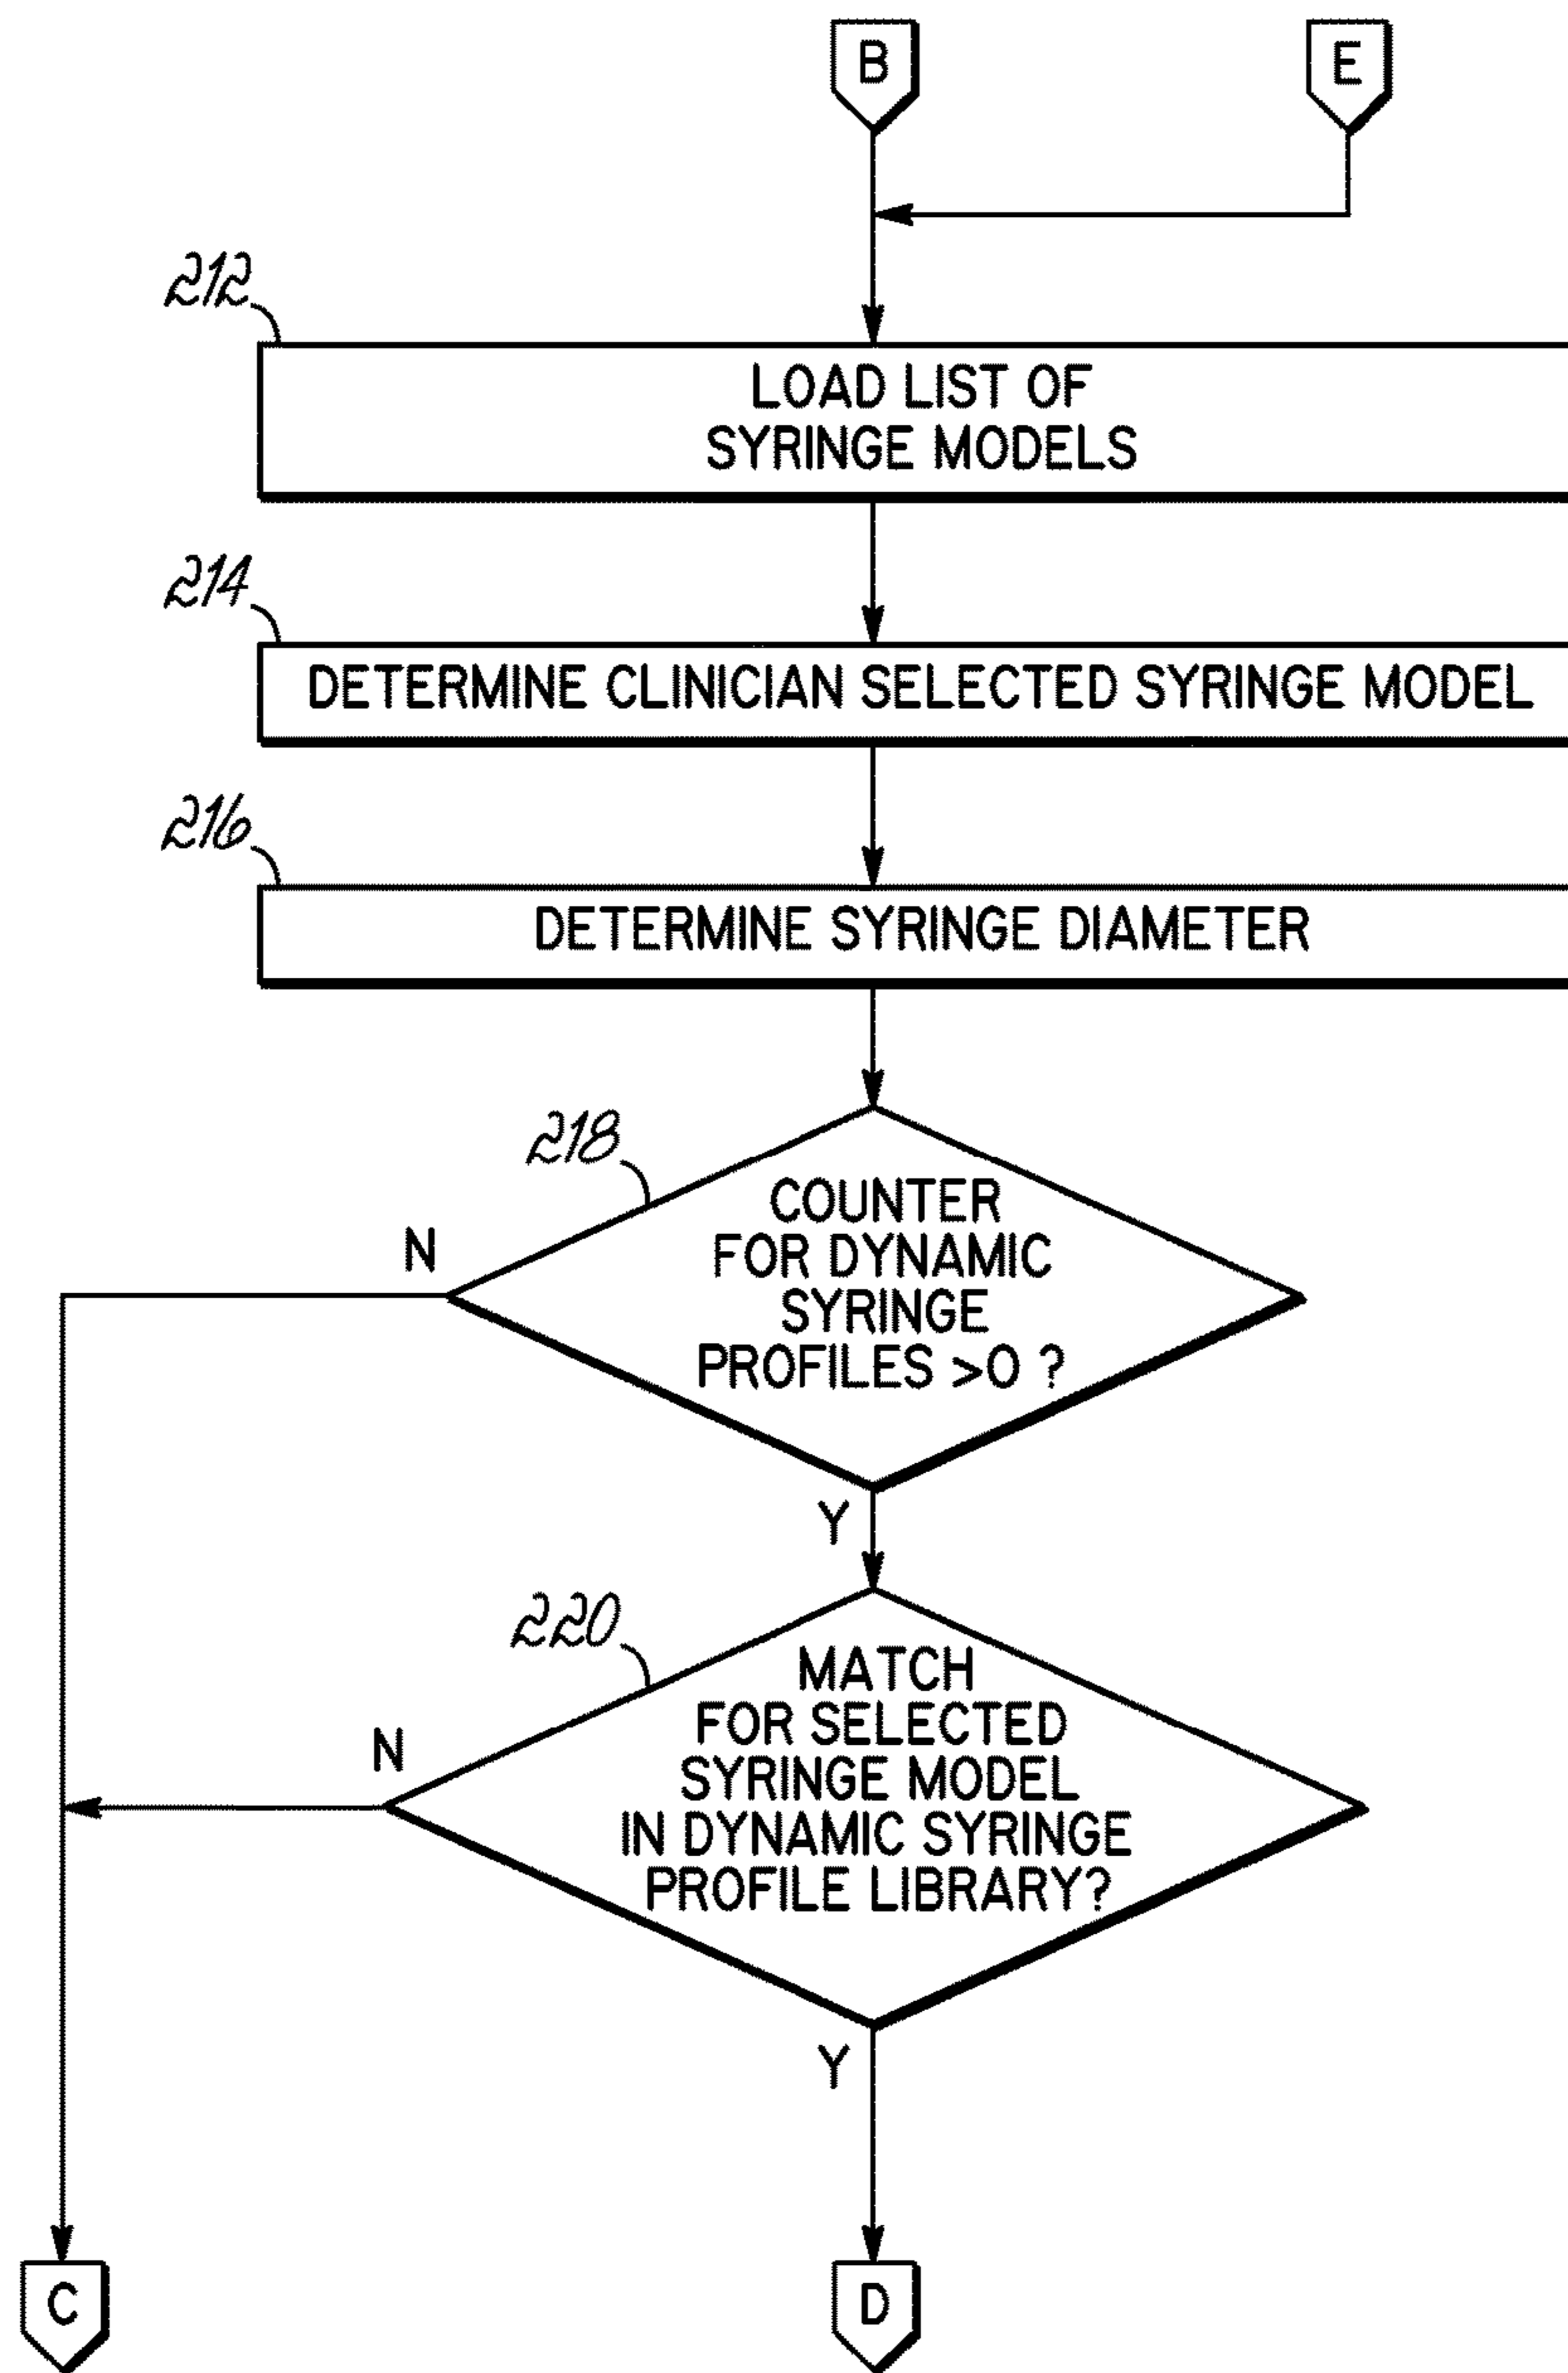 B
E
212
LOAD LIST OF
SYRINGE MODELS
214
DETERMINE CLINICIAN SELECTED SYRINGE MODEL
216
DETERMINE SYRINGE DIAMETER
218
COUNTER
FOR DYNAMIC
SYRINGE
PROFILES >0 ?
N
Y
220
MATCH
FOR SELECTED
SYRINGE MODEL
IN DYNAMIC SYRINGE
PROFILE LIBRARY?
N
Y
C
D